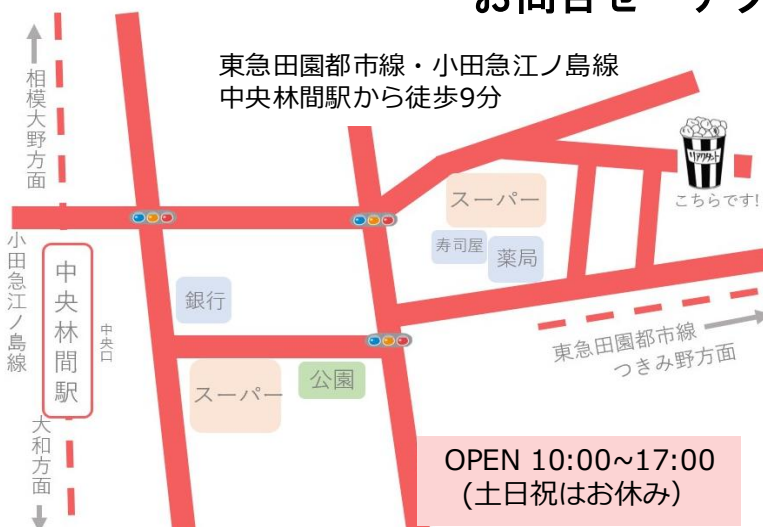 お問合せ
東急田園都市線・小田急江ノ島線
中央林間駅から徒歩9分
相模大野方面
スーパー
こちらです!
小田急江ノ島線
寿司屋
薬局
中央林間駅
中央口
銀行
東急田園都市線
つきみ野方面
スーパー
公園
大和方面
OPEN 10:00~17:00
(土日祝はお休み)